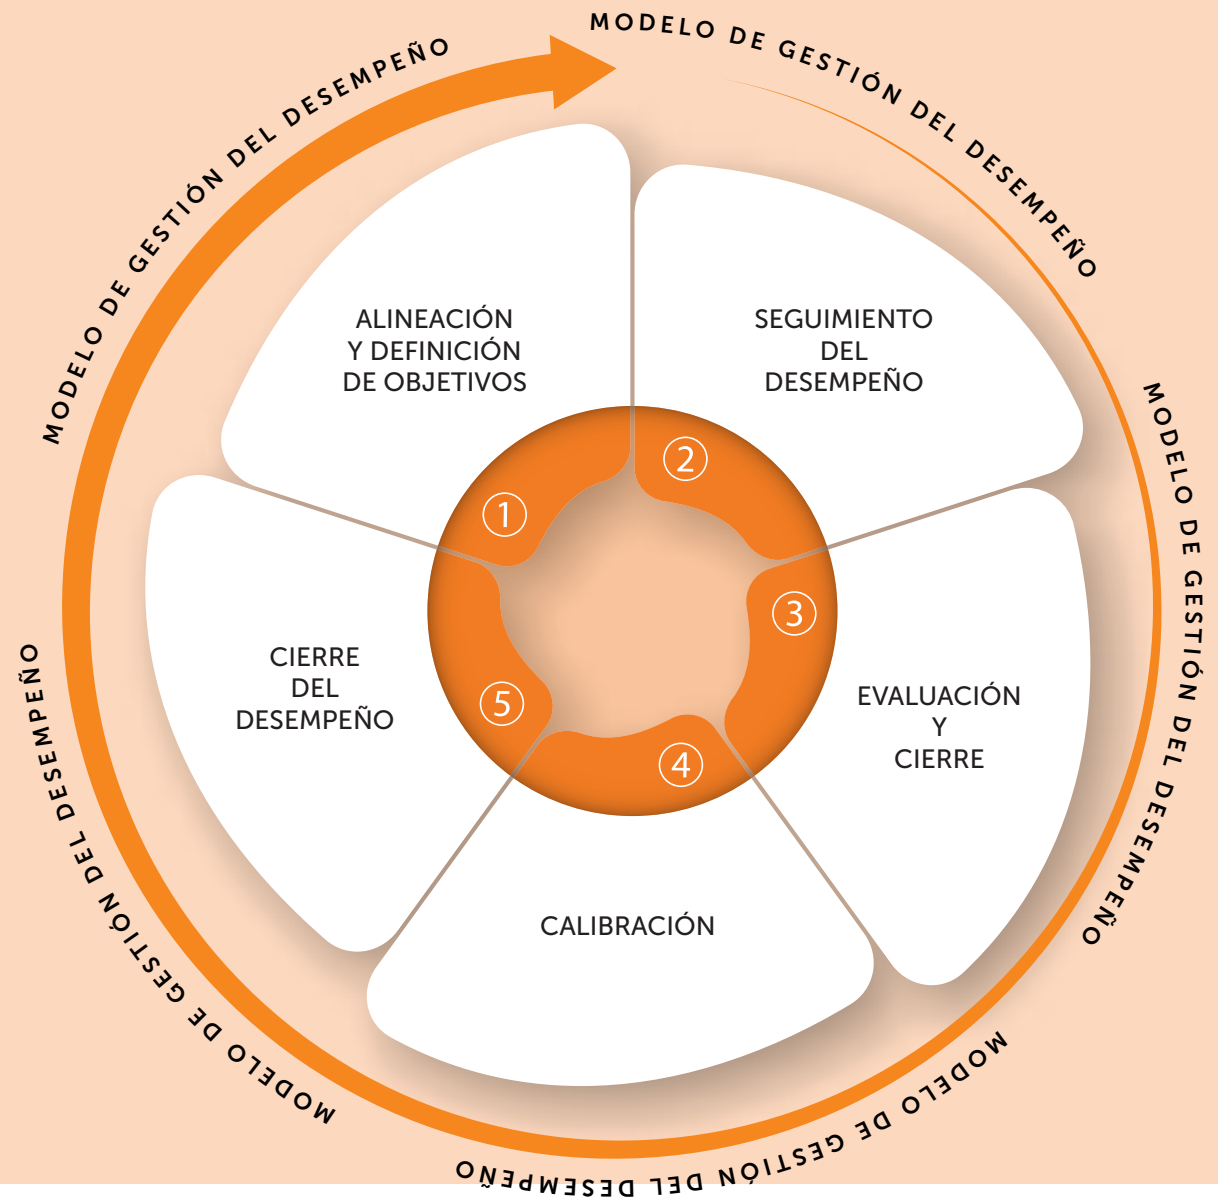 MODELO DE GESTIÓN DEL DESEMPEÑO
MODELO DE GESTIÓN DEL DESEMPEÑO
MODELO DE GESTIÓN DEL DESEMPEÑO
MODELO DE GESTIÓN DEL DESEMPEÑO
MODELO DE GESTIÓN DEL DESEMPEÑO
ALINEACIÓN
Y DEFINICIÓN
DE OBJETIVOS
1
SEGUIMIENTO
DEL
DESEMPEÑO
2
EVALUACIÓN
Y
CIERRE
3
CALIBRACIÓN
4
CIERRE
DEL
DESEMPEÑO
5